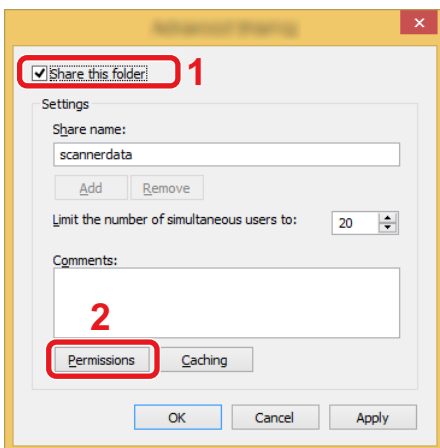 Share this folder 1
Settings
Share name:
scannerdata
Add Remove
Limit the number of simultaneous users to: 20
Comments:
2
Permissions Caching
OK Cancel Apply